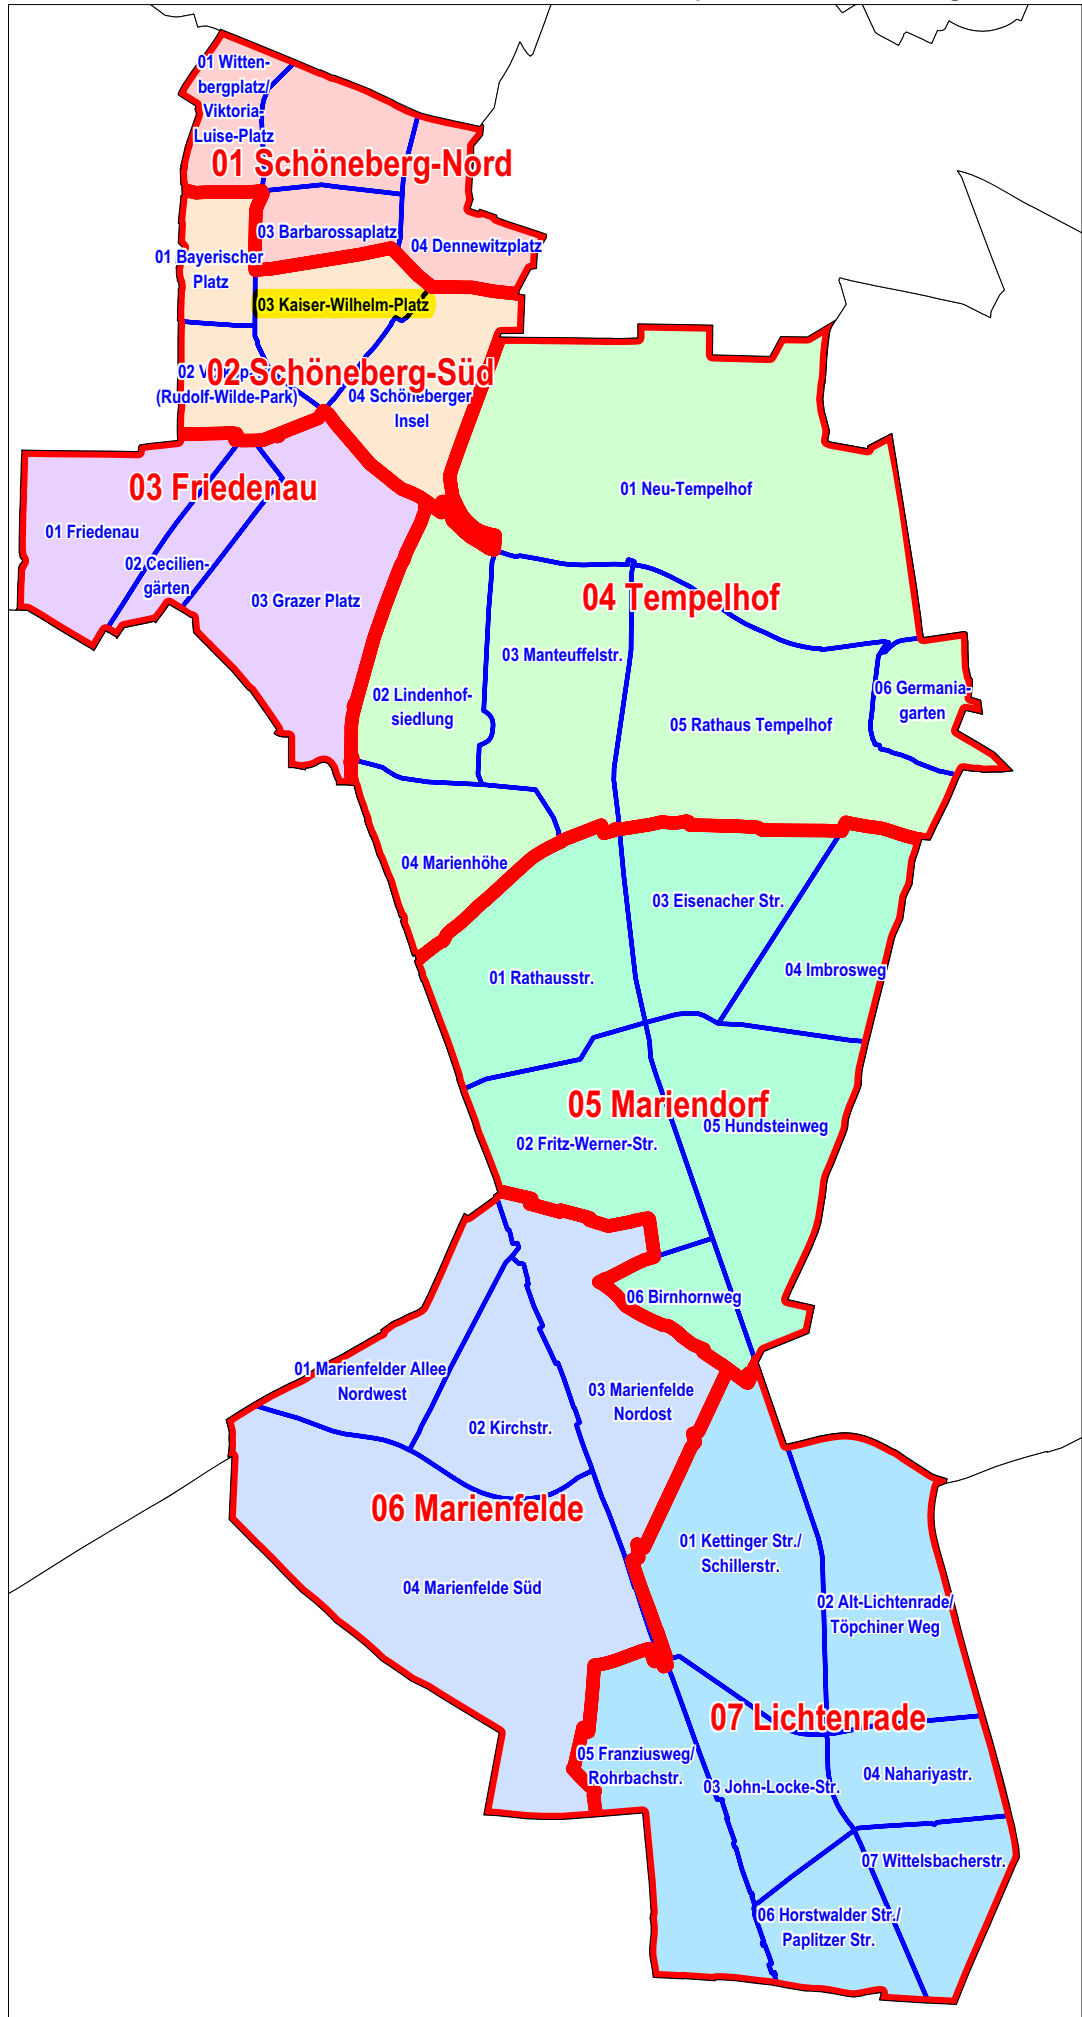 01 Witten-
bergplatz/
Viktoria-
Luise-Platz
01 Schöneberg-Nord
03 Barbarossaplatz
04 Dennewitzplatz
01 Bayerischer
Platz
03 Kaiser-Wilhelm-Platz
02 Schöneberg-Süd
02
(Rudolf-Wilde-Park)
04 Schöneberger
Insel
03 Friedenau
01 Friedenau
02 Cecilien-
gärten
03 Grazer Platz
01 Neu-Tempelhof
04 Tempelhof
03 Manteuffelstr.
02 Lindenhof-
siedlung
06 Germania-
garten
05 Rathaus Tempelhof
04 Marienhöhe
03 Eisenacher Str.
01 Rathausstr.
04 Imbrosweg
05 Mariendorf
05 Hundsteinweg
02 Fritz-Werner-Str.
06 Birnhornweg
01 Marienfelder Allee
Nordwest
03 Marienfelde
Nordost
02 Kirchstr.
06 Marienfelde
04 Marienfelde Süd
01 Kettinger Str./
Schillerstr.
02 Alt-Lichtenrade/
Töpchiner Weg
07 Lichtenrade
05 Franziusweg/
Rohrbachstr.
03 John-Locke-Str.
04 Nahariyastr.
07 Wittelsbacherstr.
06 Horstwalder Str./
Paplitzer Str.